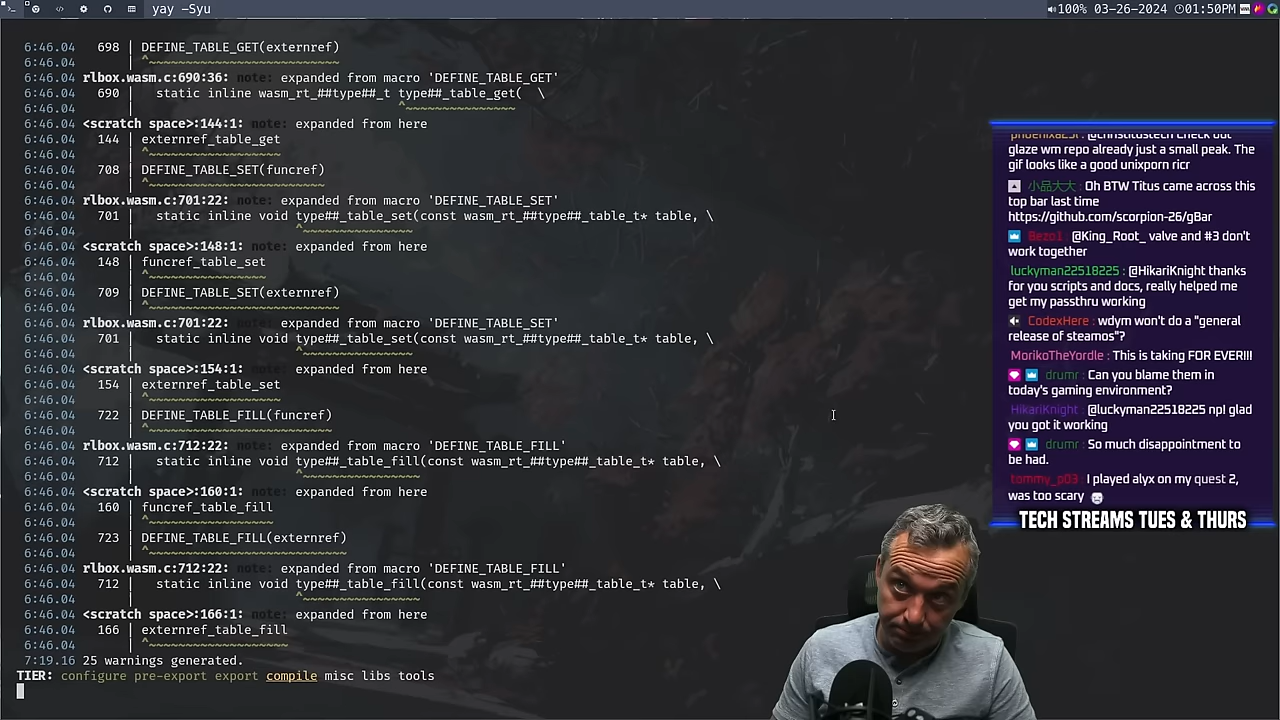 yay -Syu
100% 03-26-2024 01:50PM
6:46.04 698 | DEFINE_TABLE_GET(externref)
6:46.04 | ^~~~~~~~~~~~~~~~~~~~~~~~~~~
6:46.04 rlbox.wasm.c:690:36: note: expanded from macro 'DEFINE_TABLE_GET'
6:46.04 690 | static inline wasm_rt_##type##_t type##_table_get( \
6:46.04 | ^~~~~~~~~~~~~~~~
6:46.04 <scratch space>:144:1: note: expanded from here
6:46.04 144 | externref_table_get
6:46.04 | ^~~~~~~~~~~~~~~~~~~
6:46.04 708 | DEFINE_TABLE_SET(funcref)
6:46.04 | ^~~~~~~~~~~~~~~~~~~~~~~~~
6:46.04 rlbox.wasm.c:701:22: note: expanded from macro 'DEFINE_TABLE_SET'
6:46.04 701 | static inline void type##_table_set(const wasm_rt_##type##_table_t* table, \
6:46.04 | ^~~~~~~~~~~~~~~~
6:46.04 <scratch space>:148:1: note: expanded from here
6:46.04 148 | funcref_table_set
6:46.04 | ^~~~~~~~~~~~~~~~~
6:46.04 709 | DEFINE_TABLE_SET(externref)
6:46.04 | ^~~~~~~~~~~~~~~~~~~~~~~~~~~
6:46.04 rlbox.wasm.c:701:22: note: expanded from macro 'DEFINE_TABLE_SET'
6:46.04 701 | static inline void type##_table_set(const wasm_rt_##type##_table_t* table, \
6:46.04 | ^~~~~~~~~~~~~~~~
6:46.04 <scratch space>:154:1: note: expanded from here
6:46.04 154 | externref_table_set
6:46.04 | ^~~~~~~~~~~~~~~~~~~
6:46.04 722 | DEFINE_TABLE_FILL(funcref)
6:46.04 | ^~~~~~~~~~~~~~~~~~~~~~~~~~
6:46.04 rlbox.wasm.c:712:22: note: expanded from macro 'DEFINE_TABLE_FILL'
6:46.04 712 | static inline void type##_table_fill(const wasm_rt_##type##_table_t* table, \
6:46.04 | ^~~~~~~~~~~~~~~~~
6:46.04 <scratch space>:160:1: note: expanded from here
6:46.04 160 | funcref_table_fill
6:46.04 | ^~~~~~~~~~~~~~~~~~
6:46.04 723 | DEFINE_TABLE_FILL(externref)
6:46.04 | ^~~~~~~~~~~~~~~~~~~~~~~~~~~~
6:46.04 rlbox.wasm.c:712:22: note: expanded from macro 'DEFINE_TABLE_FILL'
6:46.04 712 | static inline void type##_table_fill(const wasm_rt_##type##_table_t* table, \
6:46.04 | ^~~~~~~~~~~~~~~~~
6:46.04 <scratch space>:166:1: note: expanded from here
6:46.04 166 | externref_table_fill
6:46.04 | ^~~~~~~~~~~~~~~~~~~~
7:19.16 25 warnings generated.
TIER: configure pre-export export compile misc libs tools
@christitustech check out
glaze wm repo already just a small peak. The
gif looks like a good unixporn ricr
小品大大 : Oh BTW Titus came across this
top bar last time
https://github.com/scorpion-26/gBar
Bezo1 : @King_Root_ valve and #3 don't
work together
luckyman22518225 : @HikariKnight thanks
for you scripts and docs, really helped me
get my passthru working
CodexHere : wdym won't do a "general
release of steamos"?
MorikoTheYordle : This is taking FOR EVER!!!
drumr : Can you blame them in
today's gaming environment?
HikariKnight : @luckyman22518225 np! glad
you got it working
drumr : So much disappointment to
be had.
tommy_p03 : I played alyx on my quest 2,
was too scary
TECH STREAMS TUES & THURS